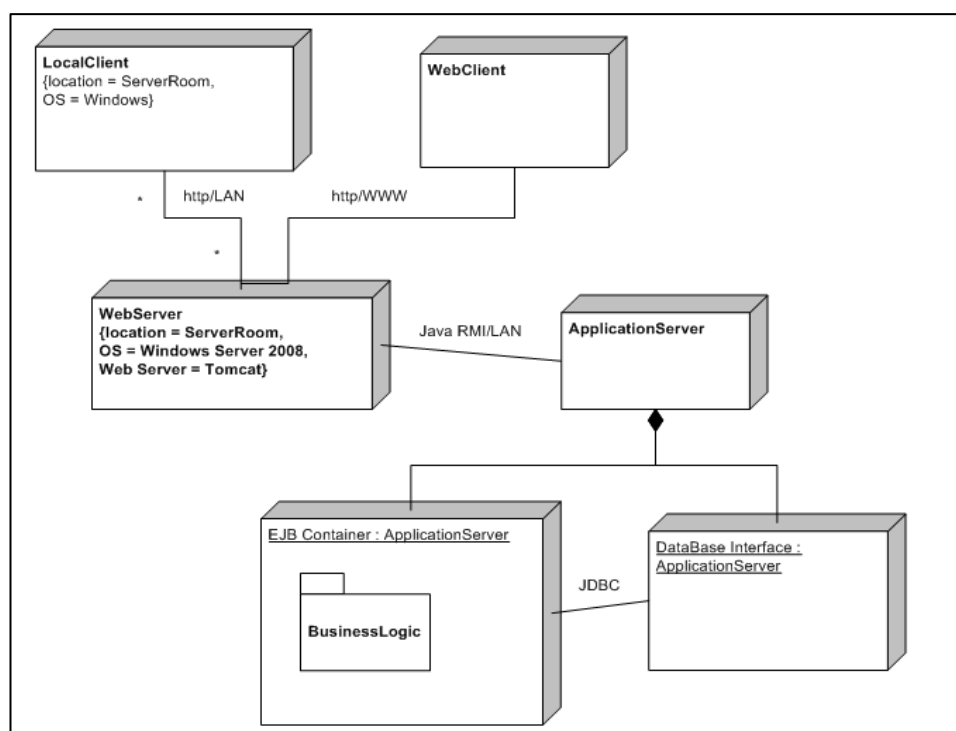 LocalClient
{location = ServerRoom,
OS = Windows}
WebClient
*
http/LAN
http/WWW
*
WebServer
{location = ServerRoom,
OS = Windows Server 2008,
Web Server = Tomcat}
Java RMI/LAN
ApplicationServer
EJB Container : ApplicationServer
DataBase Interface :
ApplicationServer
JDBC
BusinessLogic